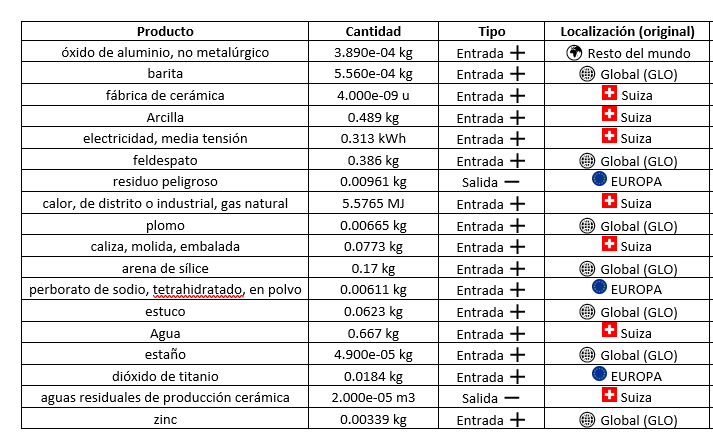 Producto Cantidad Tipo Localización (original)
óxido de aluminio, no metalúrgico 3.890e-04 kg Entrada + Resto del mundo
barita 5.560e-04 kg Entrada + Global (GLO)
fábrica de cerámica 4.000e-09 u Entrada + Suiza
Arcilla 0.489 kg Entrada + Suiza
electricidad, media tensión 0.313 kWh Entrada + Suiza
feldespato 0.386 kg Entrada + Global (GLO)
residuo peligroso 0.00961 kg Salida — EUROPA
calor, de distrito o industrial, gas natural 5.5765 MJ Entrada + Suiza
plomo 0.00665 kg Entrada + Global (GLO)
caliza, molida, embalada 0.0773 kg Entrada + Suiza
arena de sílice 0.17 kg Entrada + Global (GLO)
perborato de sodio, tetrahidratado, en polvo 0.00611 kg Entrada + EUROPA
estuco 0.0623 kg Entrada + Global (GLO)
Agua 0.667 kg Entrada + Suiza
estaño 4.900e-05 kg Entrada + Global (GLO)
dióxido de titanio 0.0184 kg Entrada + EUROPA
aguas residuales de producción cerámica 2.000e-05 m3 Salida — Suiza
zinc 0.00339 kg Entrada + Global (GLO)